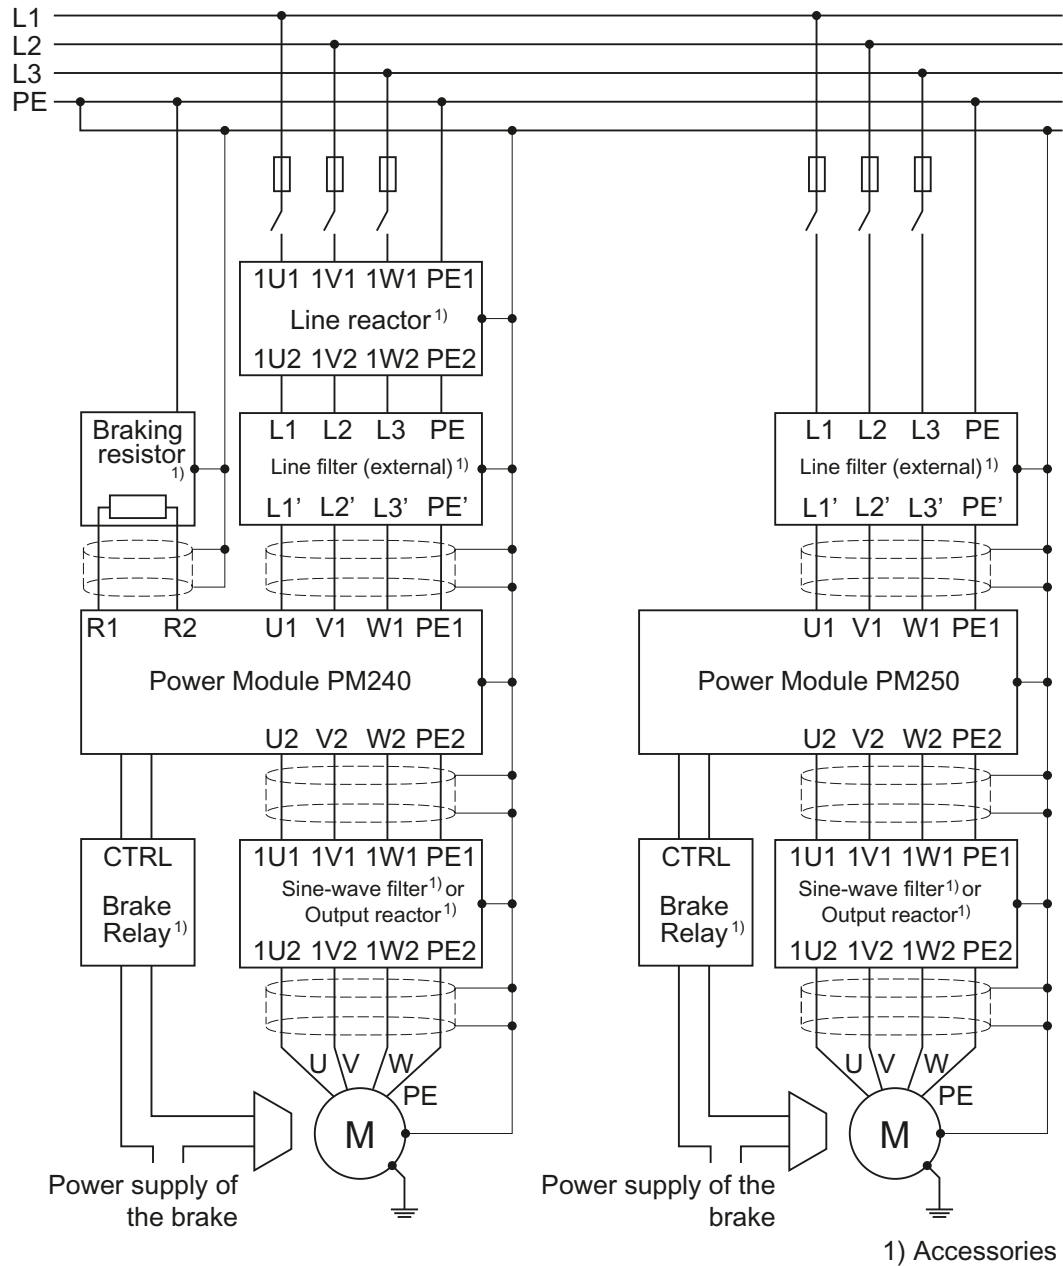 L1
L2
L3
PE
1U1 1V1 1W1 PE1
Line reactor 1)
1U2 1V2 1W2 PE2
Braking
resistor
1)
L1 L2 L3 PE
Line filter (external) 1)
L1’ L2’ L3’ PE’
L1 L2 L3 PE
Line filter (external) 1)
L1’ L2’ L3’ PE’
R1 R2 U1 V1 W1 PE1
Power Module PM240
U2 V2 W2 PE2
U1 V1 W1 PE1
Power Module PM250
U2 V2 W2 PE2
CTRL
Brake
Relay 1)
1U1 1V1 1W1 PE1
Sine-wave filter 1) or
Output reactor 1)
1U2 1V2 1W2 PE2
CTRL
Brake
Relay 1)
1U1 1V1 1W1 PE1
Sine-wave filter 1) or
Output reactor 1)
1U2 1V2 1W2 PE2
U V W
PE
M
Power supply of
the brake
U V W
PE
M
Power supply of the
brake
1) Accessories